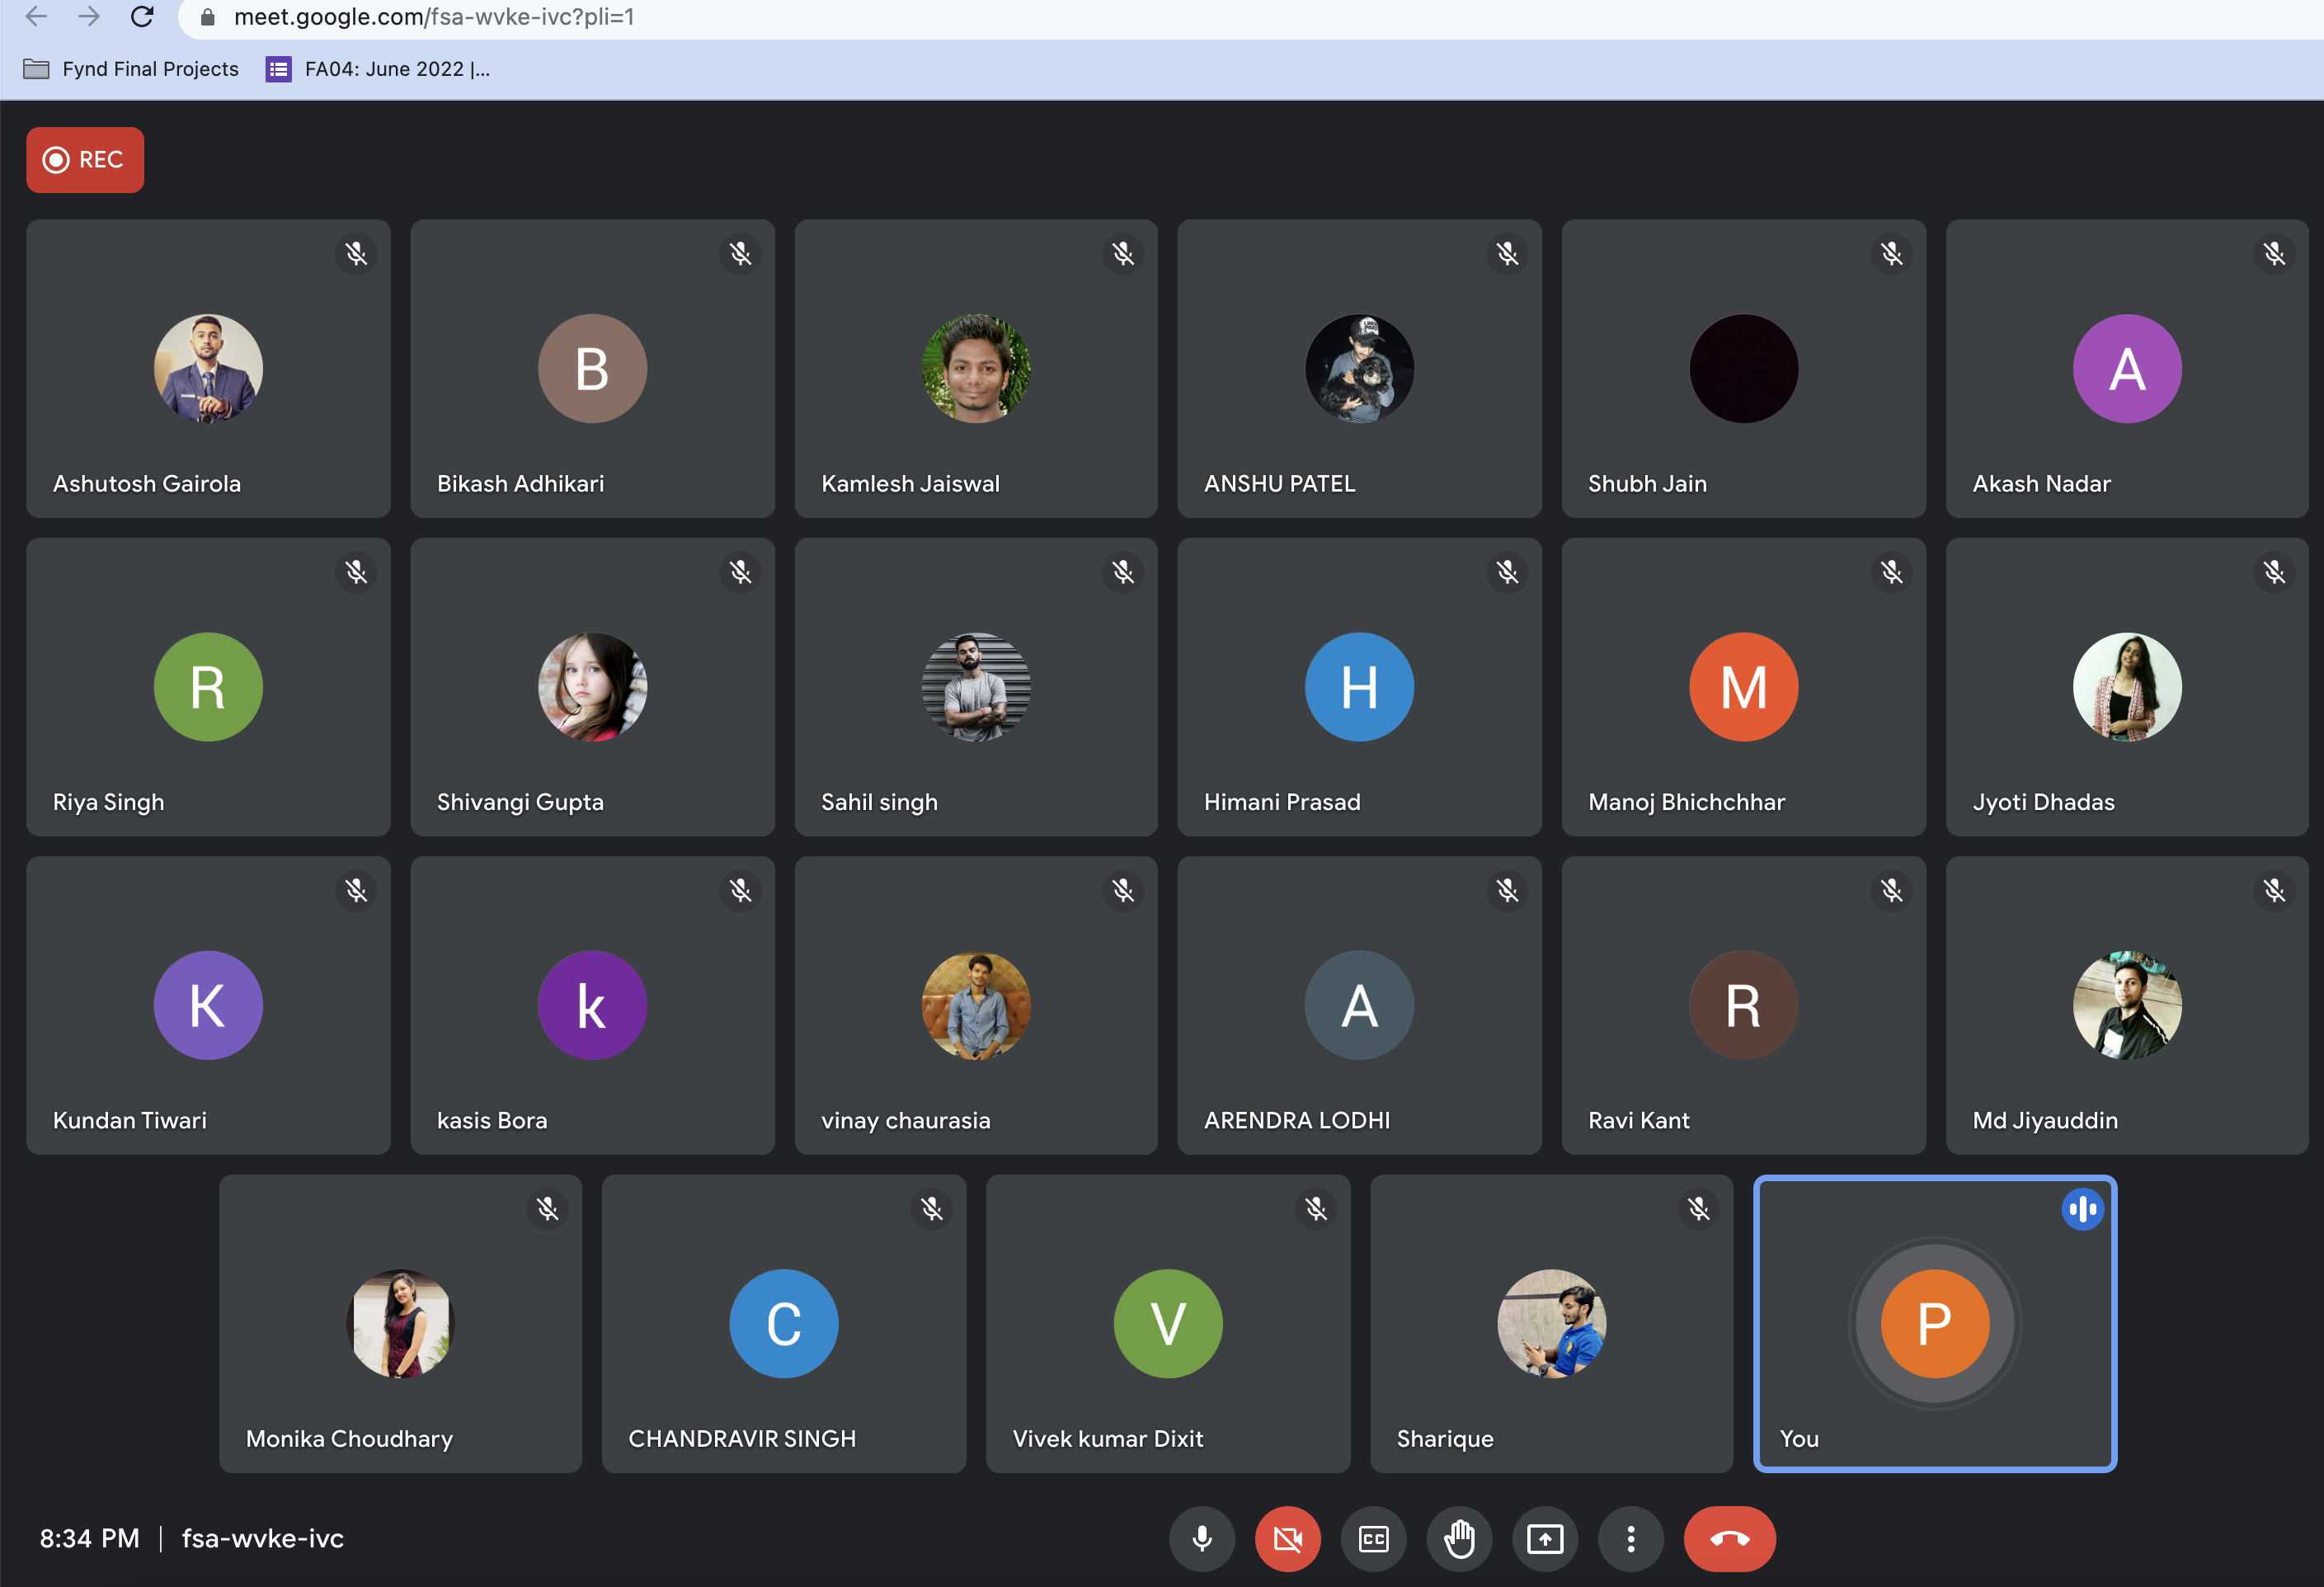 meet.google.com/fsa-wvke-ivc?pli=1
Fynd Final Projects FA04: June 2022 |...
REC
B A
Ashutosh Gairola Bikash Adhikari Kamlesh Jaiswal ANSHU PATEL Shubh Jain Akash Nadar
R H M
Riya Singh Shivangi Gupta Sahil singh Himani Prasad Manoj Bhichchhar Jyoti Dhadas
K k A R
Kundan Tiwari kasis Bora vinay chaurasia ARENDRA LODHI Ravi Kant Md Jiyauddin
C V P
Monika Choudhary CHANDRAVIR SINGH Vivek kumar Dixit Sharique You
8:34 PM | fsa-wvke-ivc CC